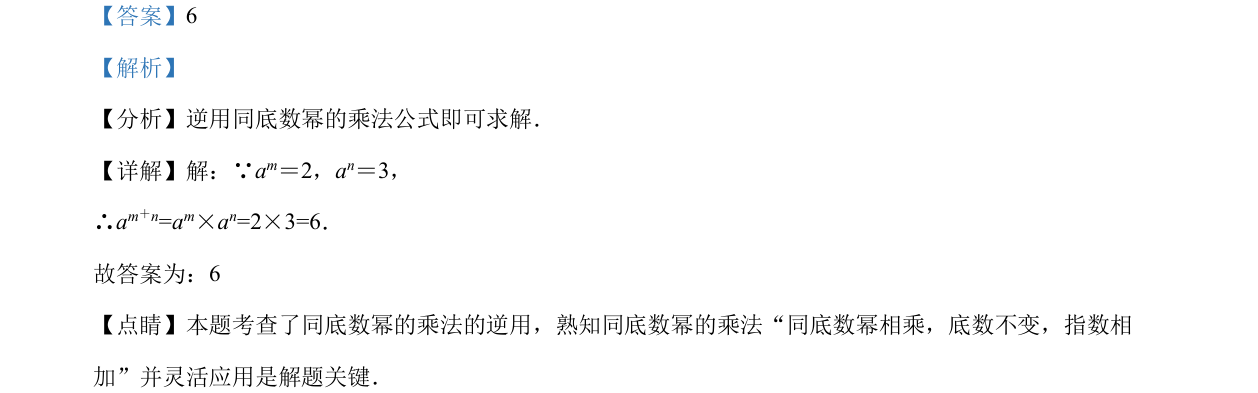 【答案】6
【解析】
【分析】逆用同底数幂的乘法公式即可求解．
【详解】解：∵aᵐ＝2，aⁿ＝3，
∴aᵐ⁺ⁿ=aᵐ×aⁿ=2×3=6．
故答案为：6
【点睛】本题考查了同底数幂的乘法的逆用，熟知同底数幂的乘法“同底数幂相乘，底数不变，指数相
加”并灵活应用是解题关键．